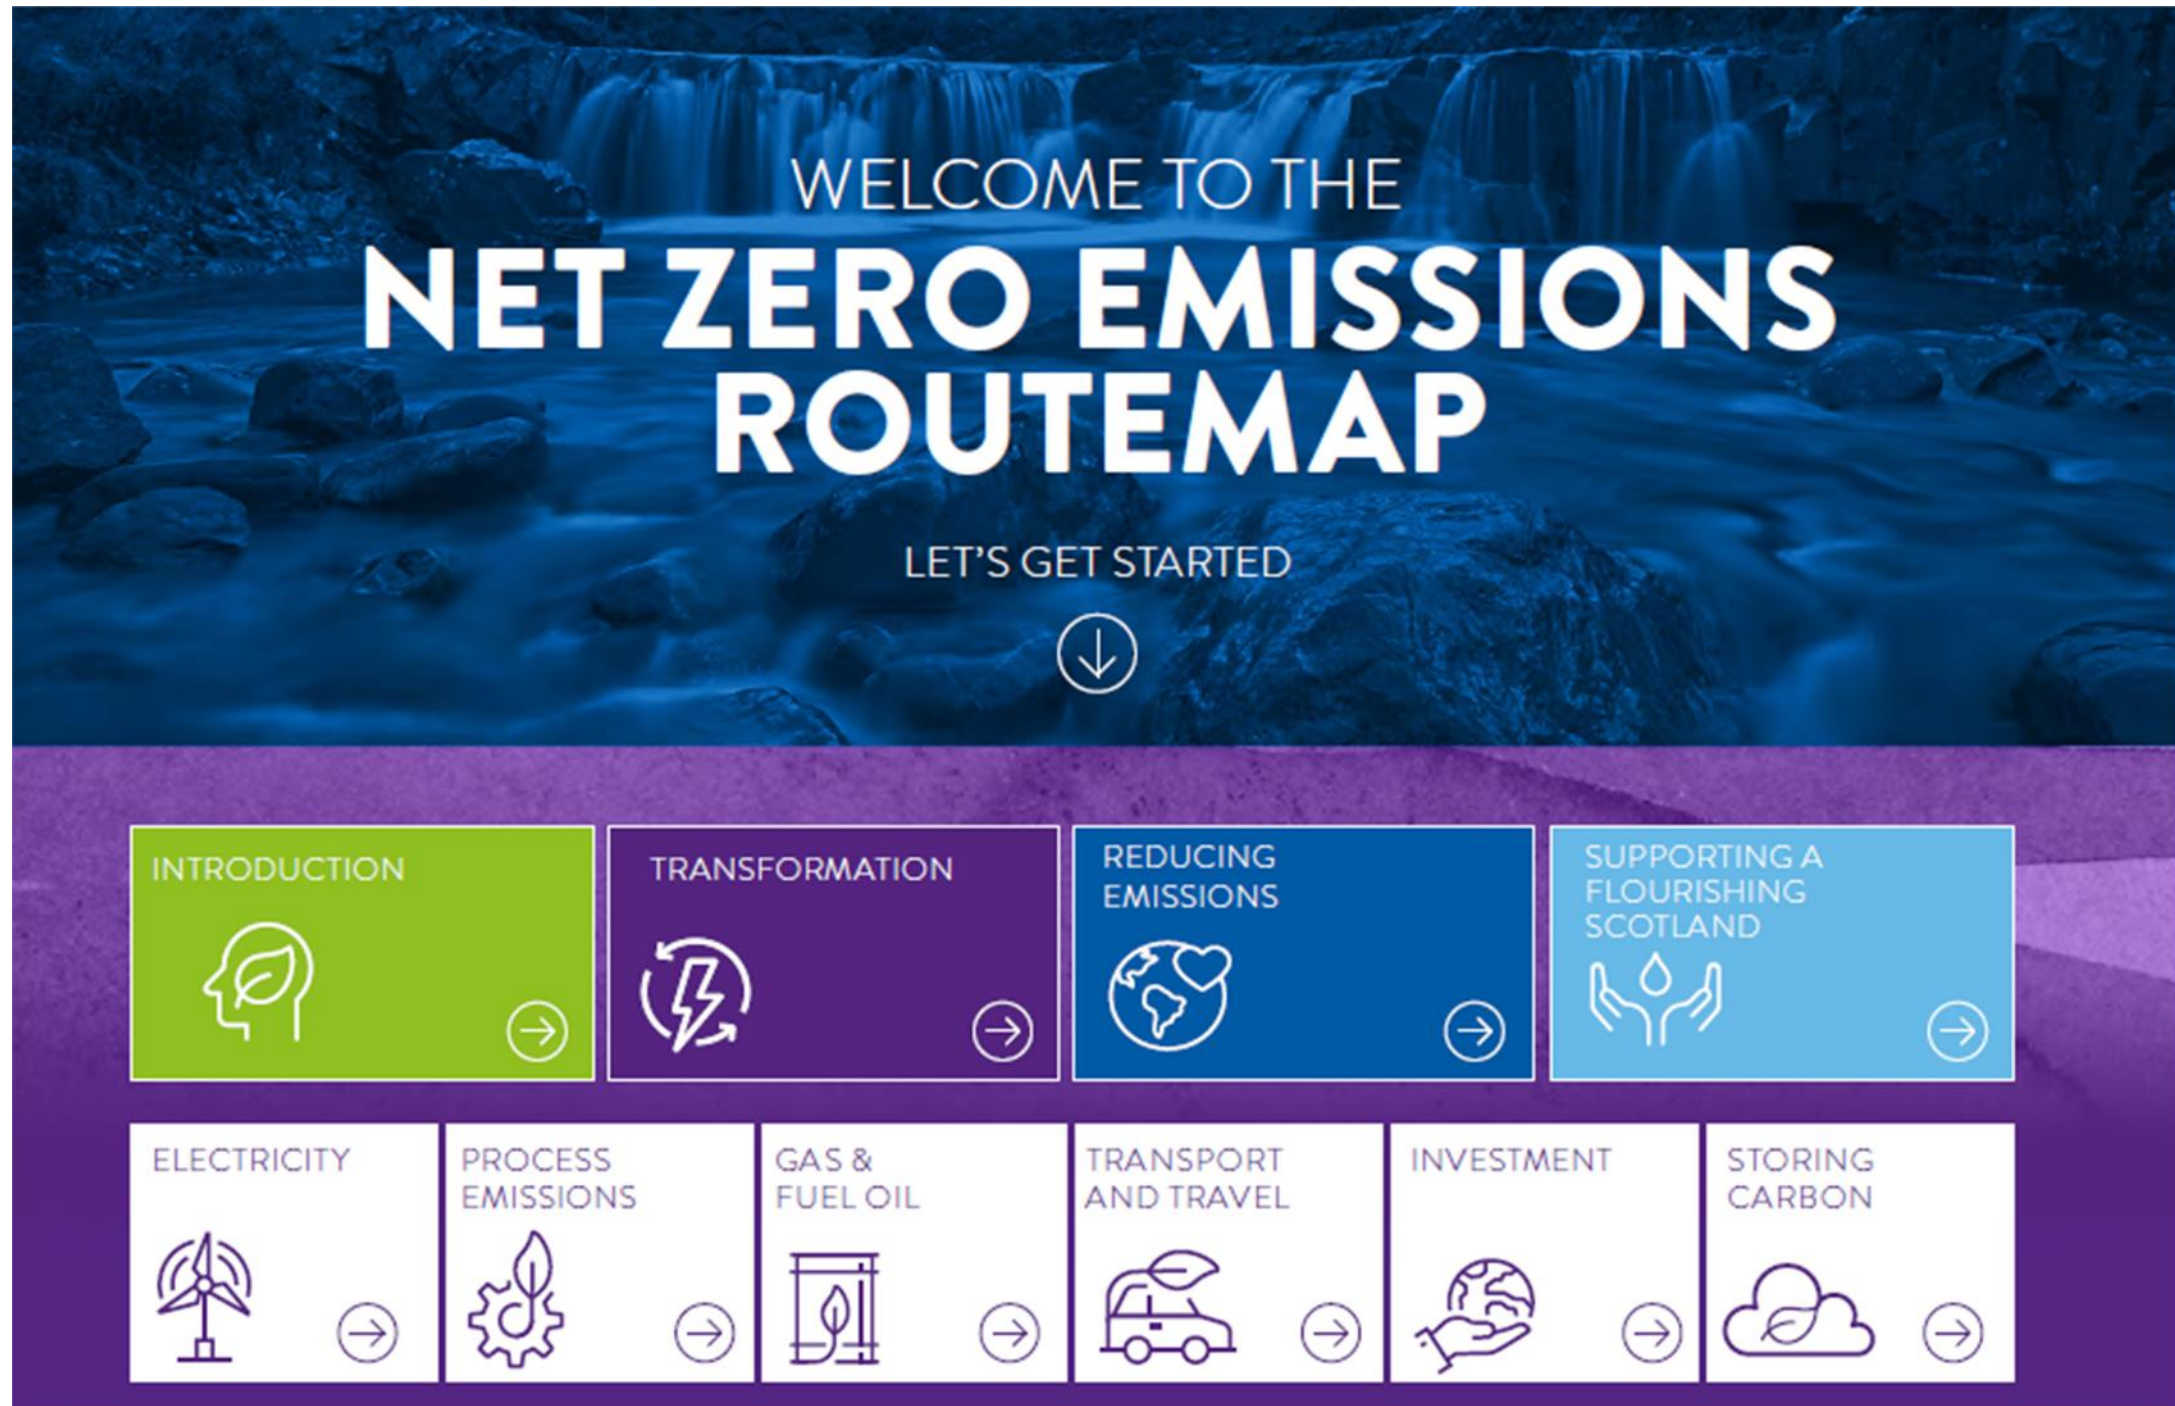 WELCOME TO THE
NET ZERO EMISSIONS
ROUTEMAP
LET'S GET STARTED
INTRODUCTION
TRANSFORMATION
REDUCING
EMISSIONS
SUPPORTING A
FLOURISHING
SCOTLAND
ELECTRICITY
PROCESS
EMISSIONS
GAS &
FUEL OIL
TRANSPORT
AND TRAVEL
INVESTMENT
STORING
CARBON